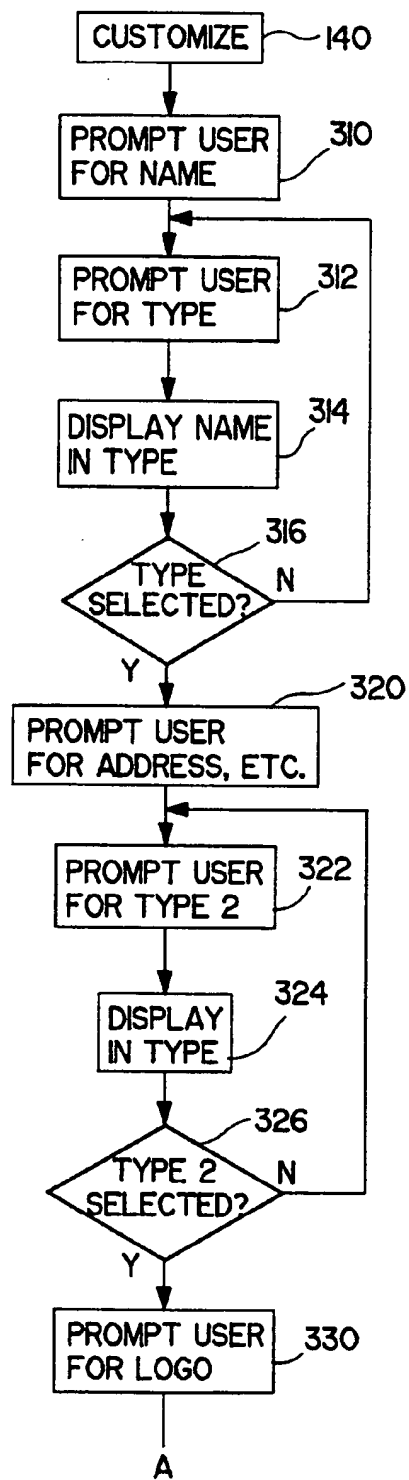 CUSTOMIZE
140
PROMPT USER
FOR NAME
310
PROMPT USER
FOR TYPE
312
DISPLAY NAME
IN TYPE
314
316
TYPE
SELECTED?
N
Y
320
PROMPT USER
FOR ADDRESS, ETC.
PROMPT USER
FOR TYPE 2
322
DISPLAY
IN TYPE
324
326
TYPE 2
SELECTED?
N
Y
PROMPT USER
FOR LOGO
330
A